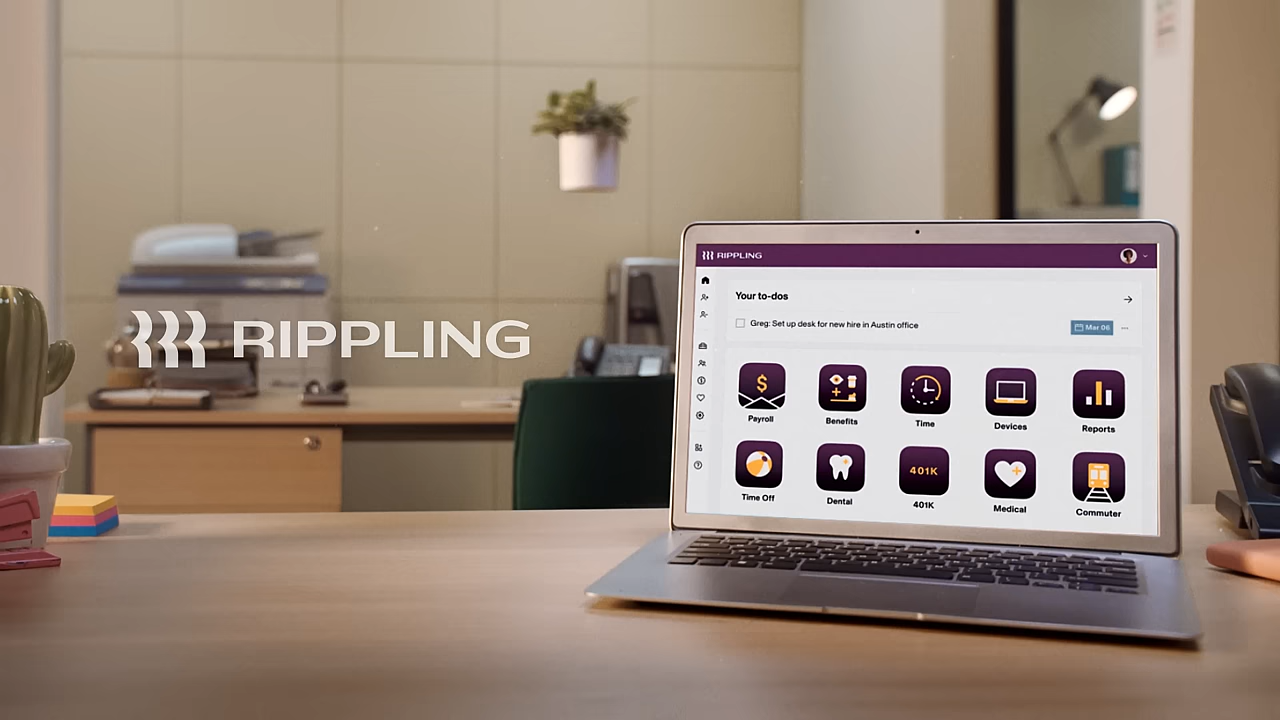 RIPPLING
RIPPLING
Your to-dos
Greg: Set up desk for new hire in Austin office
Mar 06
Payroll
Benefits
Time
Devices
Reports
401K
Time Off
Dental
401K
Medical
Commuter